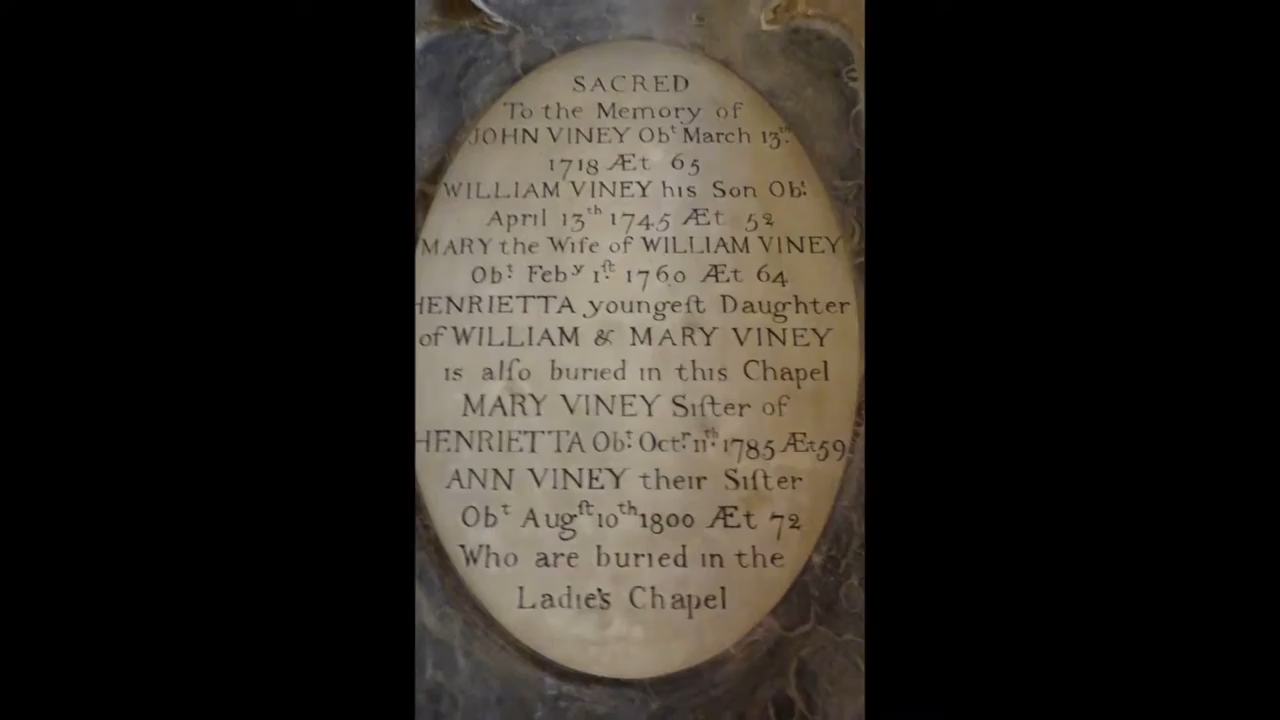 SACRED
To the Memory of
JOHN VINEY Obᵗ March 13ᵗʰ.
1718 Æt 65
WILLIAM VINEY his Son Obᵗ:
April 13ᵗʰ 1745 Æt 52
MARY the Wife of WILLIAM VINEY
Obᵗ: Febʸ 1ſᵗ: 1760 Æt 64
HENRIETTA youngeſt Daughter
of WILLIAM & MARY VINEY
is alſo buried in this Chapel
MARY VINEY Siſter of
HENRIETTA Obᵗ: Octʳ: 11ᵗʰ: 1785 Æt 59
ANN VINEY their Siſter
Obᵗ Augſᵗ 10ᵗʰ 1800 Æt 72
Who are buried in the
Ladie's Chapel